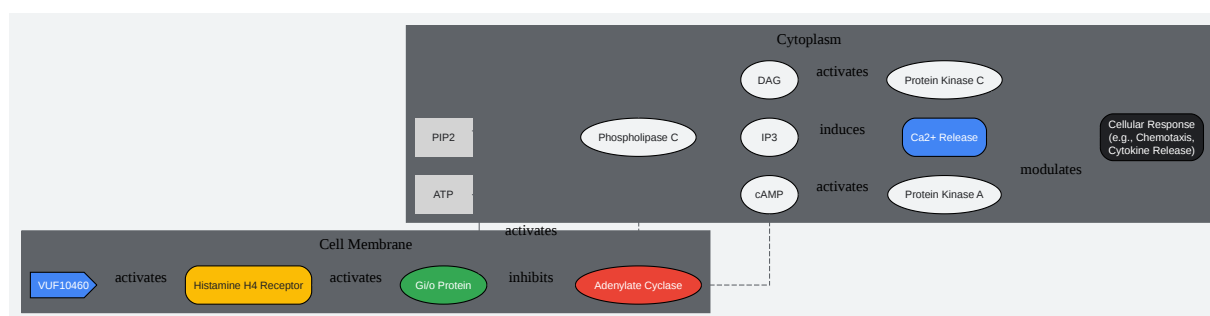 Cytoplasm
DAG
activates
Protein Kinase C
PIP2
Phospholipase C
IP3
induces
Ca2+ Release
Cellular Response
(e.g., Chemotaxis,
Cytokine Release)
modulates
ATP
cAMP
activates
Protein Kinase A
activates
Cell Membrane
VUF10460
activates
Histamine H4 Receptor
activates
Gi/o Protein
inhibits
Adenylate Cyclase